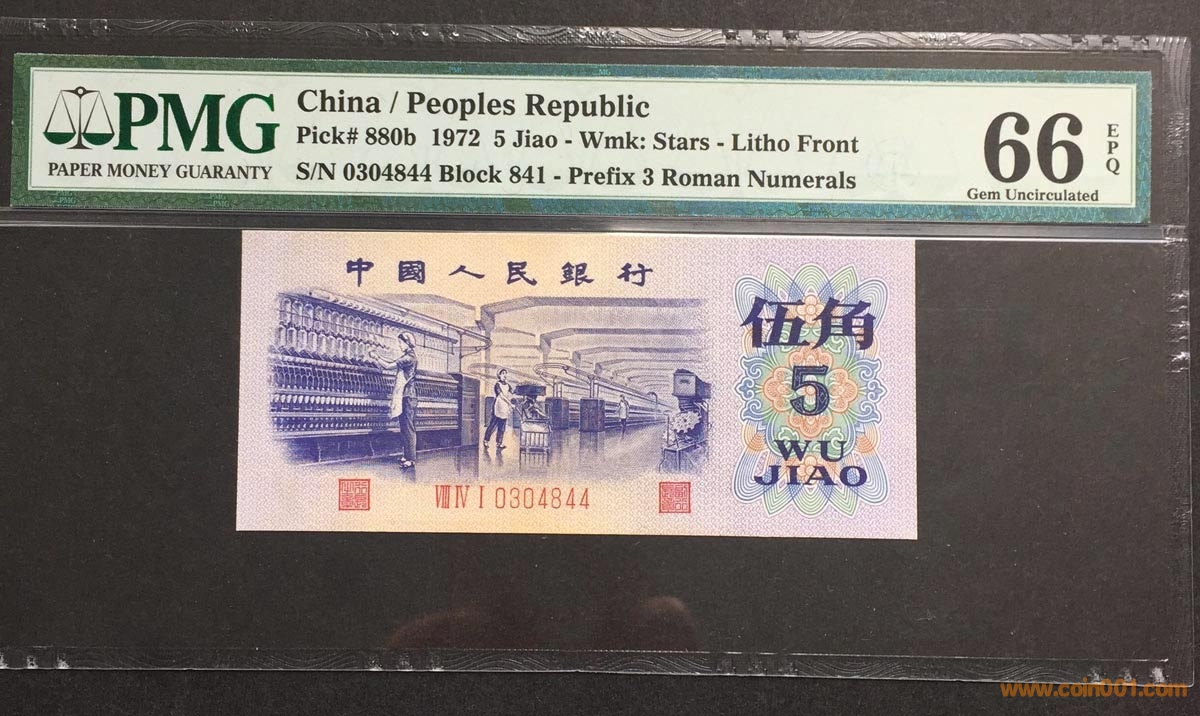 PMG
PAPER MONEY GUARANTY
China / Peoples Republic
Pick# 880b 1972 5 Jiao - Wmk: Stars - Litho Front
S/N 0304844 Block 841 - Prefix 3 Roman Numerals
66
EPQ
Gem Uncirculated
中國人民銀行
伍角
5
WU
JIAO
VIII IV I 0304844
www.coin001.com